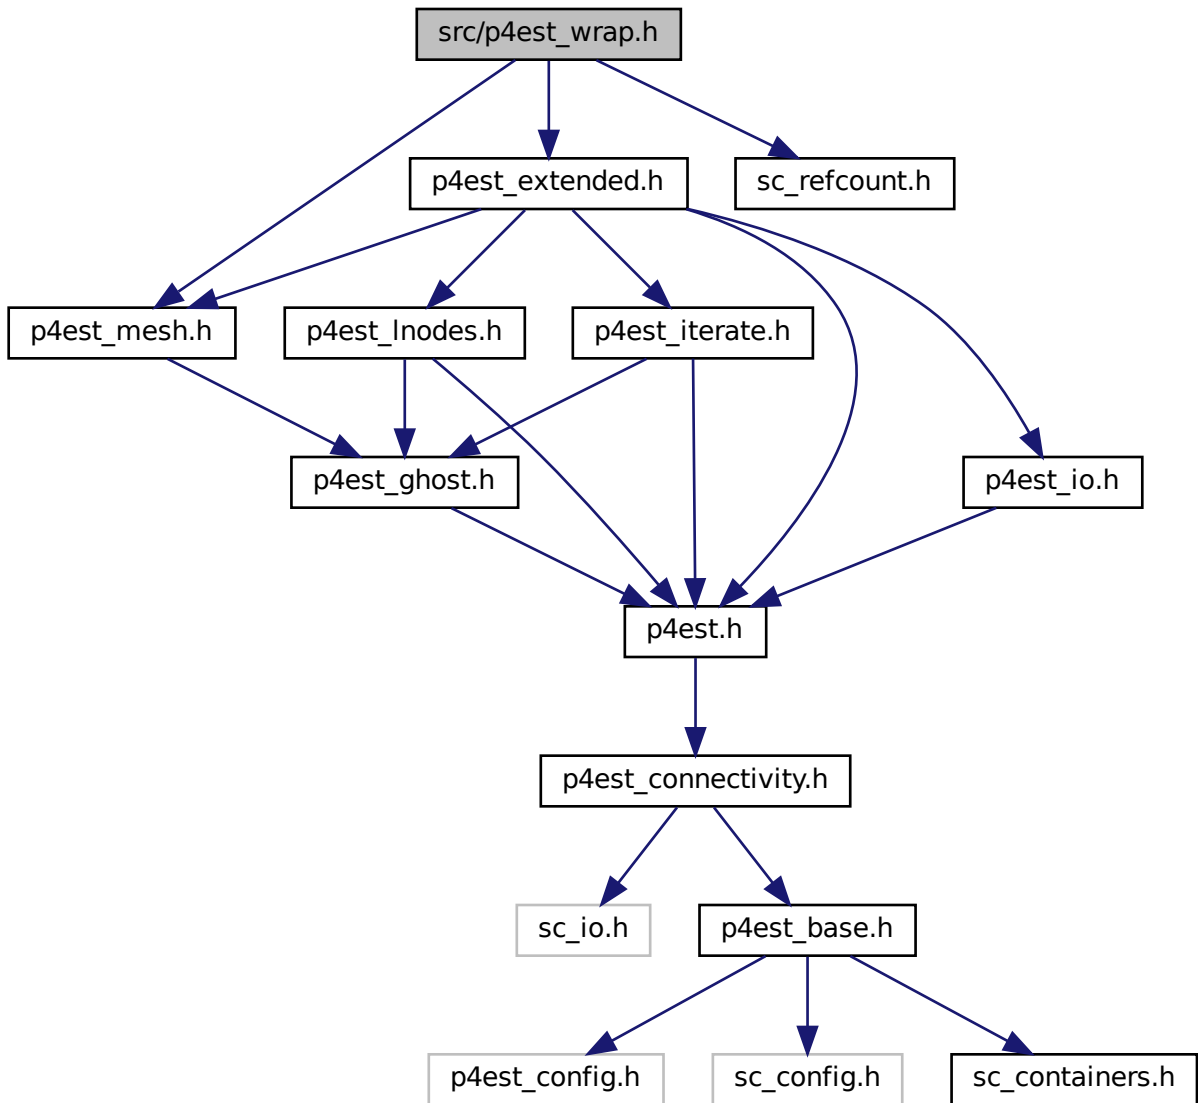 src/p4est_wrap.h
p4est_extended.h
sc_refcount.h
p4est_mesh.h
p4est_lnodes.h
p4est_iterate.h
p4est_ghost.h
p4est_io.h
p4est.h
p4est_connectivity.h
sc_io.h
p4est_base.h
p4est_config.h
sc_config.h
sc_containers.h